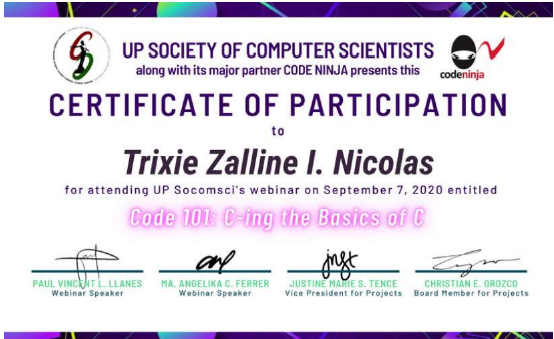 UP SOCIETY OF COMPUTER SCIENTISTS
along with its major partner CODE NINJA presents this
codeninja
CERTIFICATE OF PARTICIPATION
to
Trixie Zalline I. Nicolas
for attending UP Socomsci's webinar on September 7, 2020 entitled
Code 101: C-ing the Basics of C
PAUL VINCENT L. LLANES MA. ANGELIKA C. FERRER JUSTINE MARIE S. TENCE CHRISTIAN E. OROZCO
Webinar Speaker Webinar Speaker Vice President for Projects Board Member for Projects